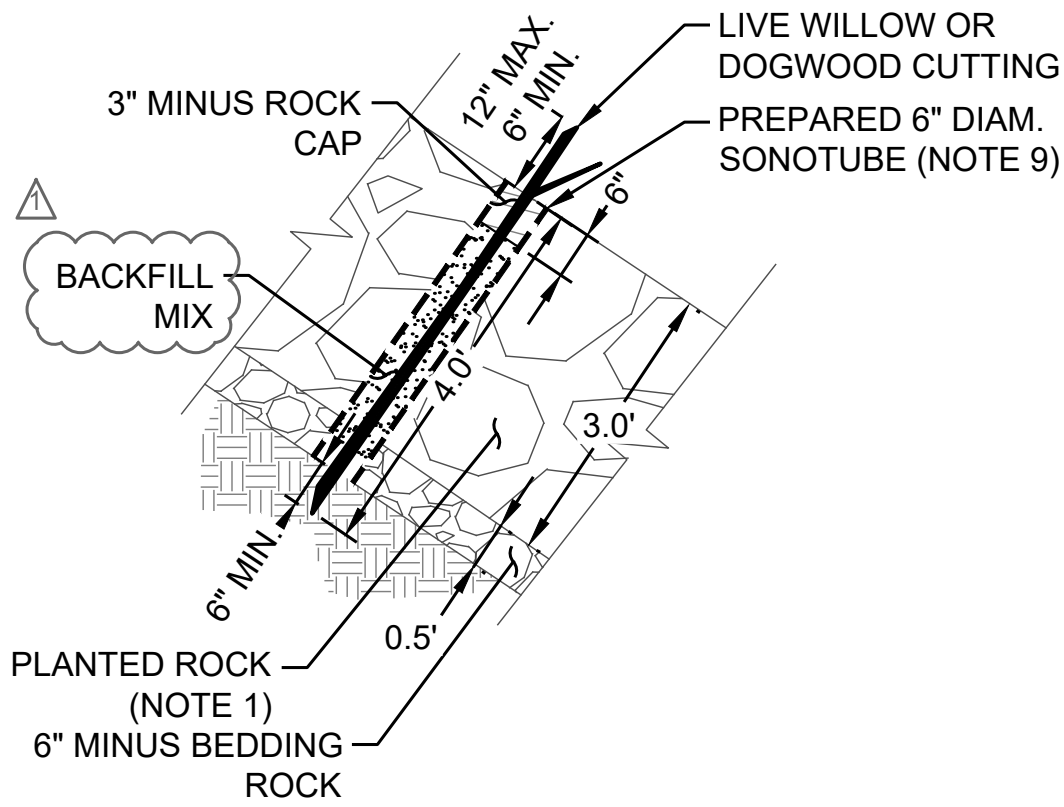 LIVE WILLOW OR
DOGWOOD CUTTING
12" MAX.
6" MIN.
3" MINUS ROCK
CAP
PREPARED 6" DIAM.
SONOTUBE (NOTE 9)
6"
1
BACKFILL
MIX
4.0'
3.0'
6" MIN.
0.5'
PLANTED ROCK
(NOTE 1)
6" MINUS BEDDING
ROCK